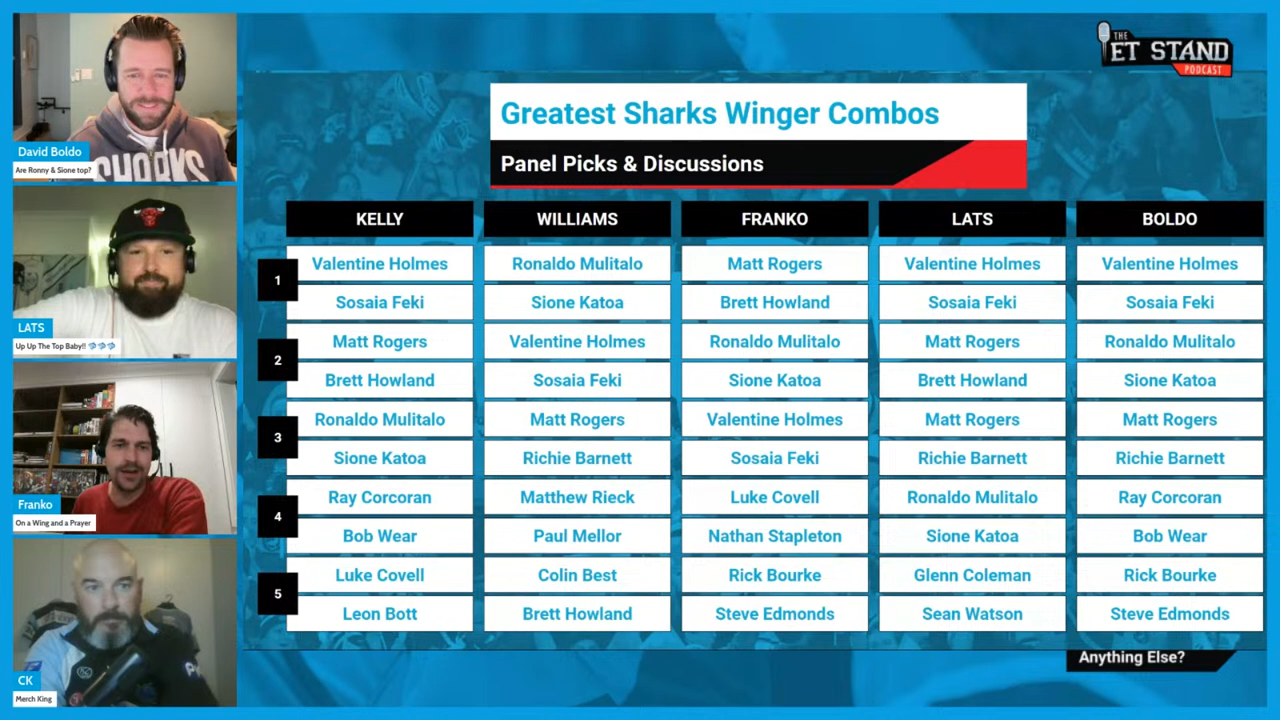 THE
ET STAND
PODCAST
Greatest Sharks Winger Combos
Panel Picks & Discussions
KELLY WILLIAMS FRANKO LATS BOLDO
1
Valentine Holmes Ronaldo Mulitalo Matt Rogers Valentine Holmes Valentine Holmes
Sosaia Feki Sione Katoa Brett Howland Sosaia Feki Sosaia Feki
2
Matt Rogers Valentine Holmes Ronaldo Mulitalo Matt Rogers Ronaldo Mulitalo
Brett Howland Sosaia Feki Sione Katoa Brett Howland Sione Katoa
3
Ronaldo Mulitalo Matt Rogers Valentine Holmes Matt Rogers Matt Rogers
Sione Katoa Richie Barnett Sosaia Feki Richie Barnett Richie Barnett
4
Ray Corcoran Matthew Rieck Luke Covell Ronaldo Mulitalo Ray Corcoran
Bob Wear Paul Mellor Nathan Stapleton Sione Katoa Bob Wear
5
Luke Covell Colin Best Rick Bourke Glenn Coleman Rick Bourke
Leon Bott Brett Howland Steve Edmonds Sean Watson Steve Edmonds
Anything Else?
SHARKS
David Boldo
Are Ronny & Sione top?
LATS
Up Up The Top Baby!! 🦈🦈🦈
Franko
On a Wing and a Prayer
CK
Merch King